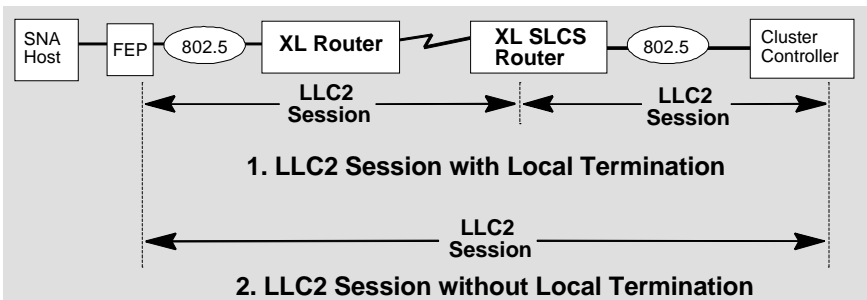 SNA
Host
FEP
802.5
XL Router
XL SLCS
Router
802.5
Cluster
Controller
LLC2
Session
LLC2
Session
1. LLC2 Session with Local Termination
LLC2
Session
2. LLC2 Session without Local Termination